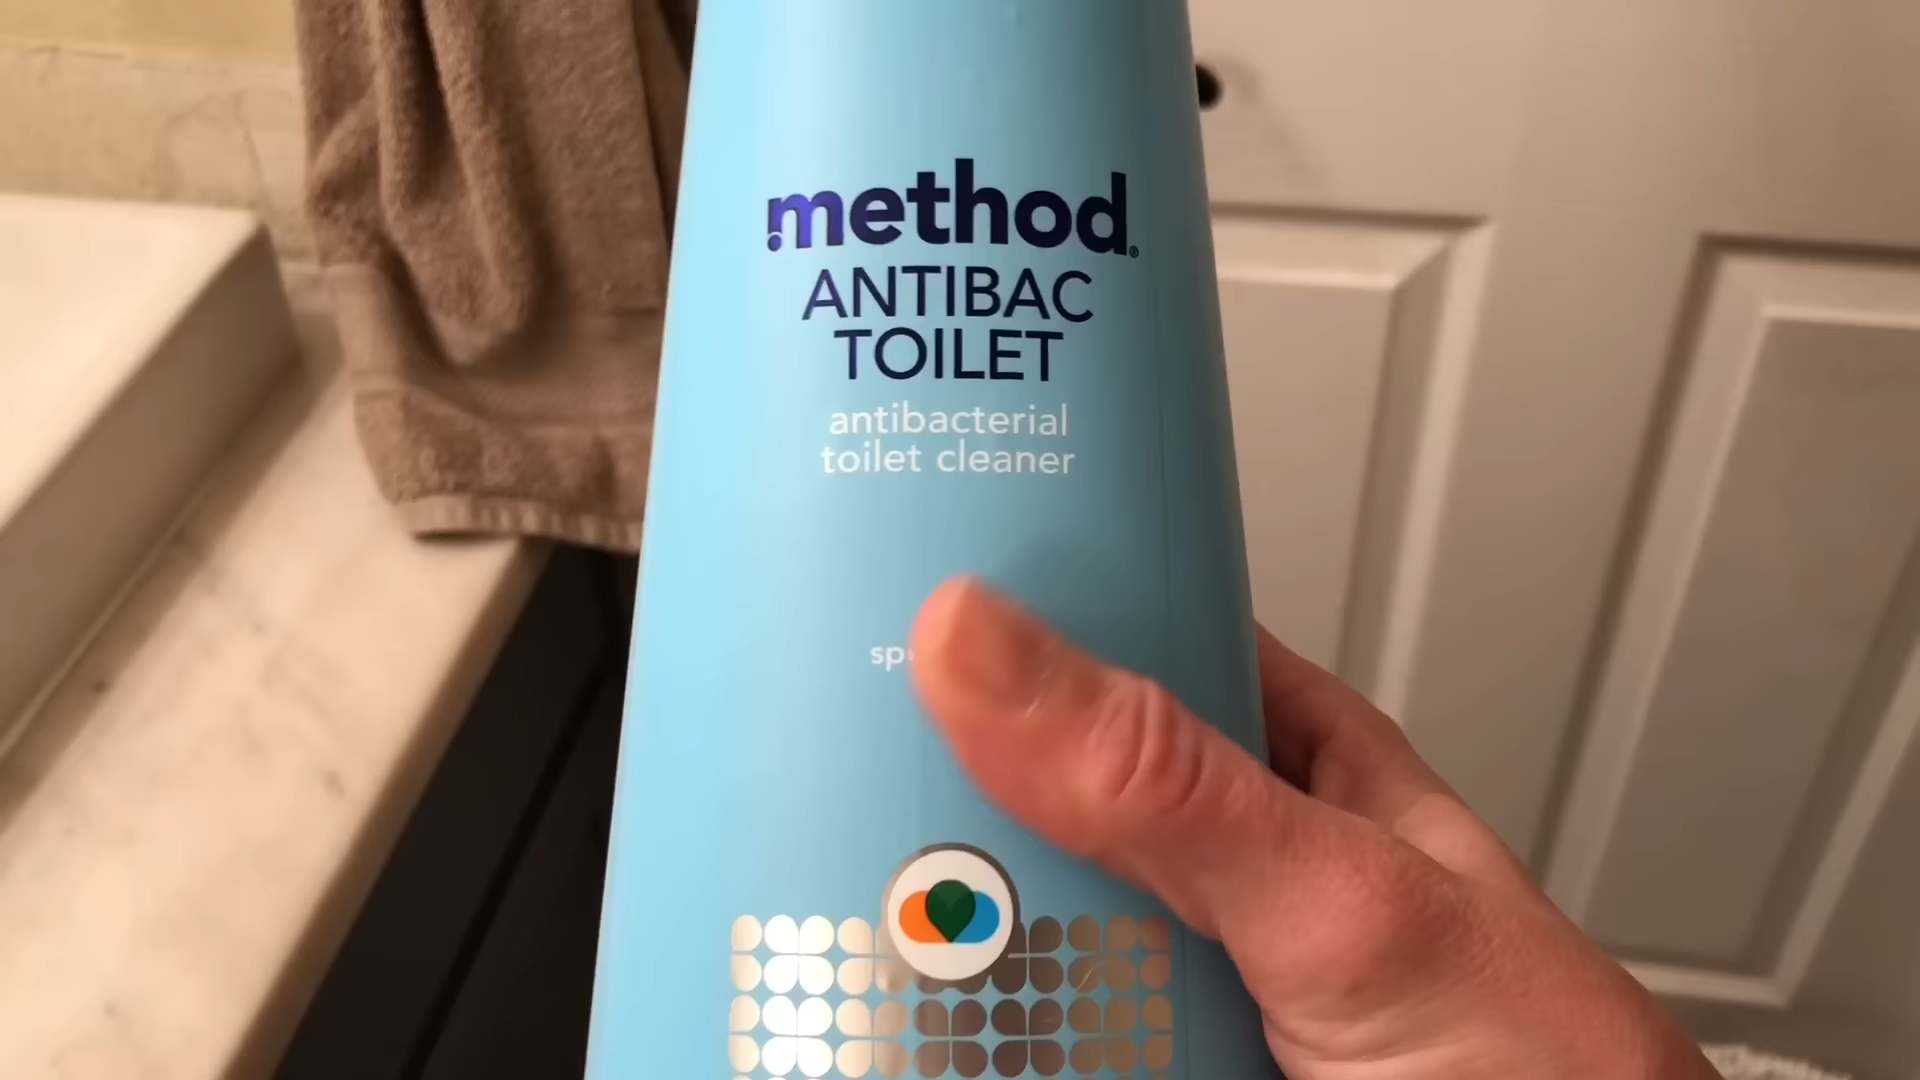 method
ANTIBAC
TOILET
antibacterial
toilet cleaner